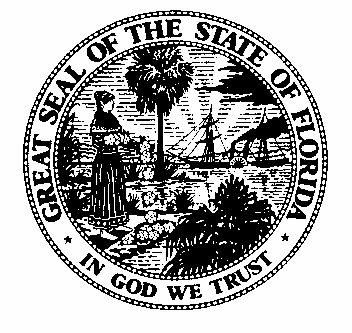 GREAT SEAL OF THE STATE OF FLORIDA
IN GOD WE TRUST